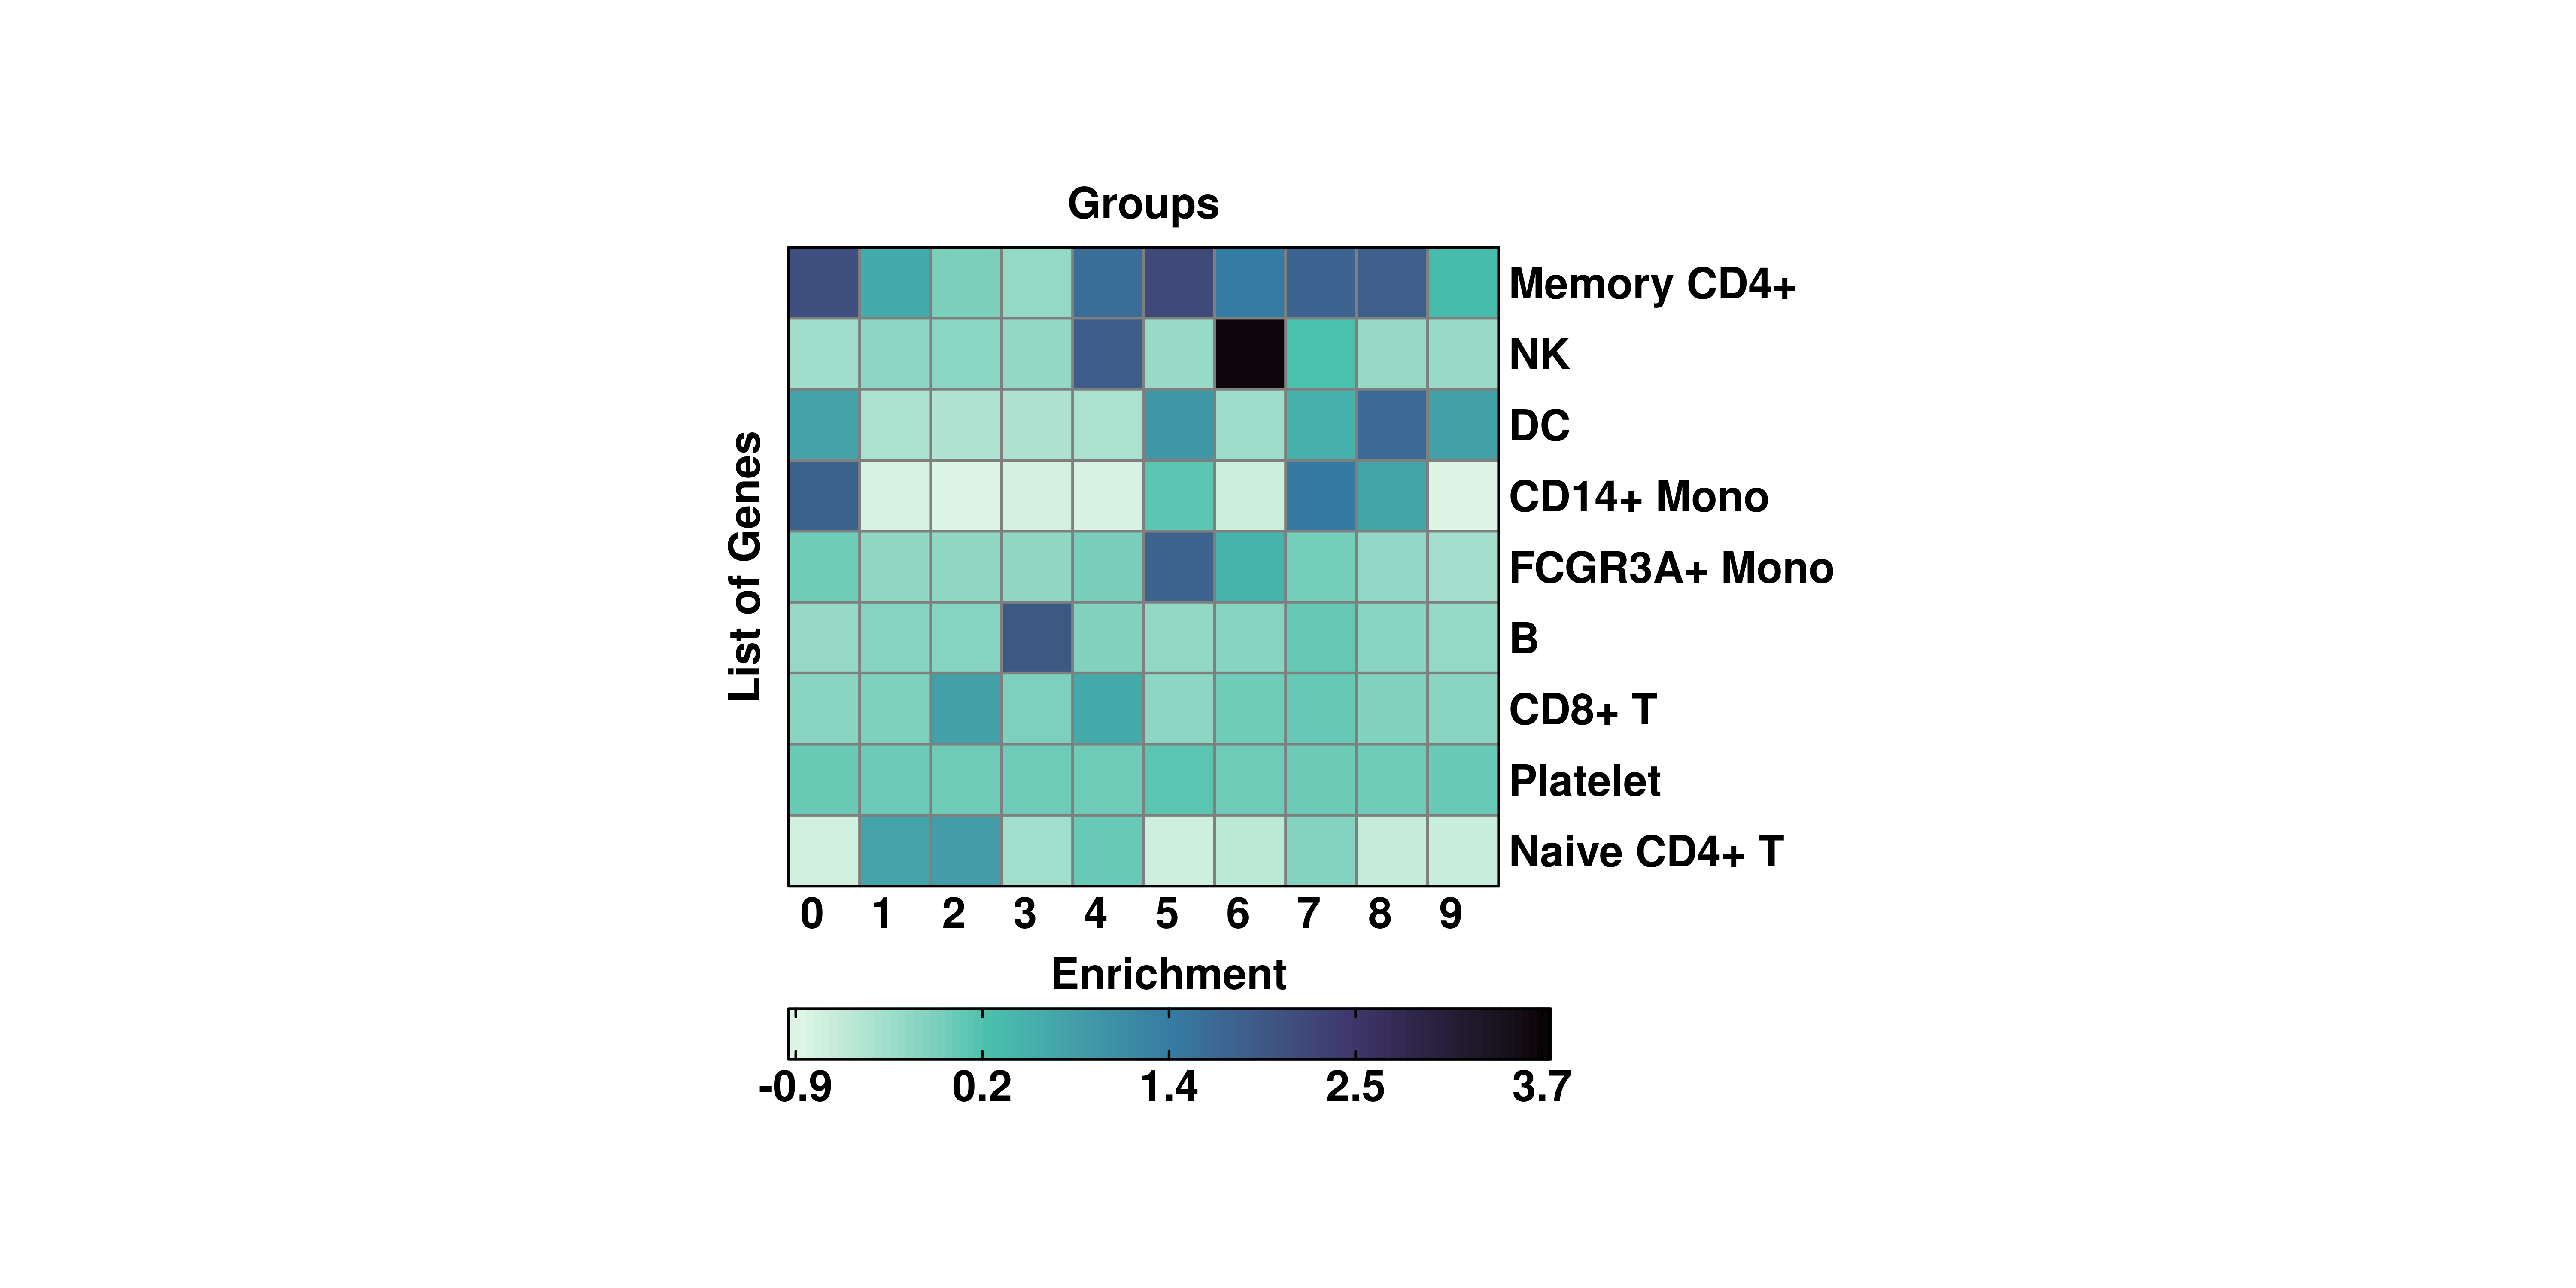 Groups
List of Genes
Memory CD4+
NK
DC
CD14+ Mono
FCGR3A+ Mono
B
CD8+ T
Platelet
Naive CD4+ T
0 1 2 3 4 5 6 7 8 9
Enrichment
-0.9 0.2 1.4 2.5 3.7